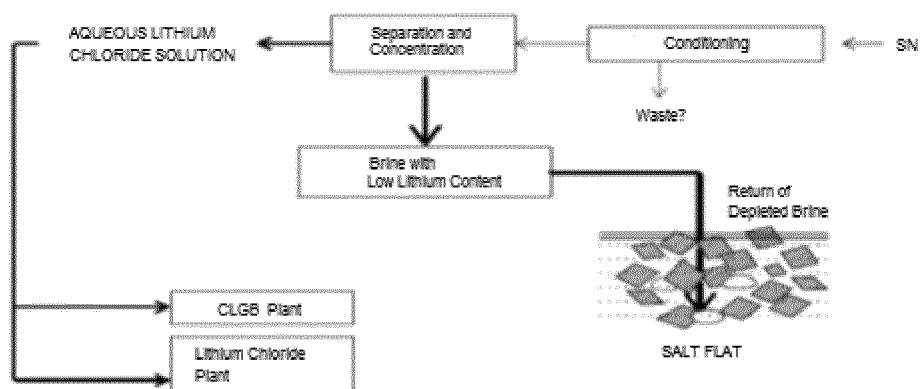 AQUEOUS LITHIUM
CHLORIDE SOLUTION
Separation and
Concentration
Conditioning
SN
Waste?
Brine with
Low Lithium Content
Return of
Depleted Brine
CLGB Plant
Lithium Chloride
Plant
SALT FLAT